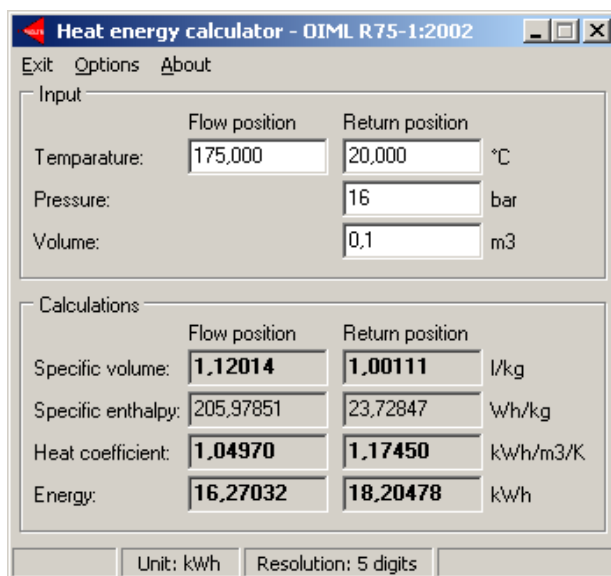 Heat energy calculator - OIML R75-1:2002
Exit Options About
Input
Flow position Return position
Temparature: 175,000 20,000 °C
Pressure: 16 bar
Volume: 0,1 m3
Calculations
Flow position Return position
Specific volume: 1,12014 1,00111 l/kg
Specific enthalpy: 205,97851 23,72847 Wh/kg
Heat coefficient: 1,04970 1,17450 kWh/m3/K
Energy: 16,27032 18,20478 kWh
Unit: kWh Resolution: 5 digits